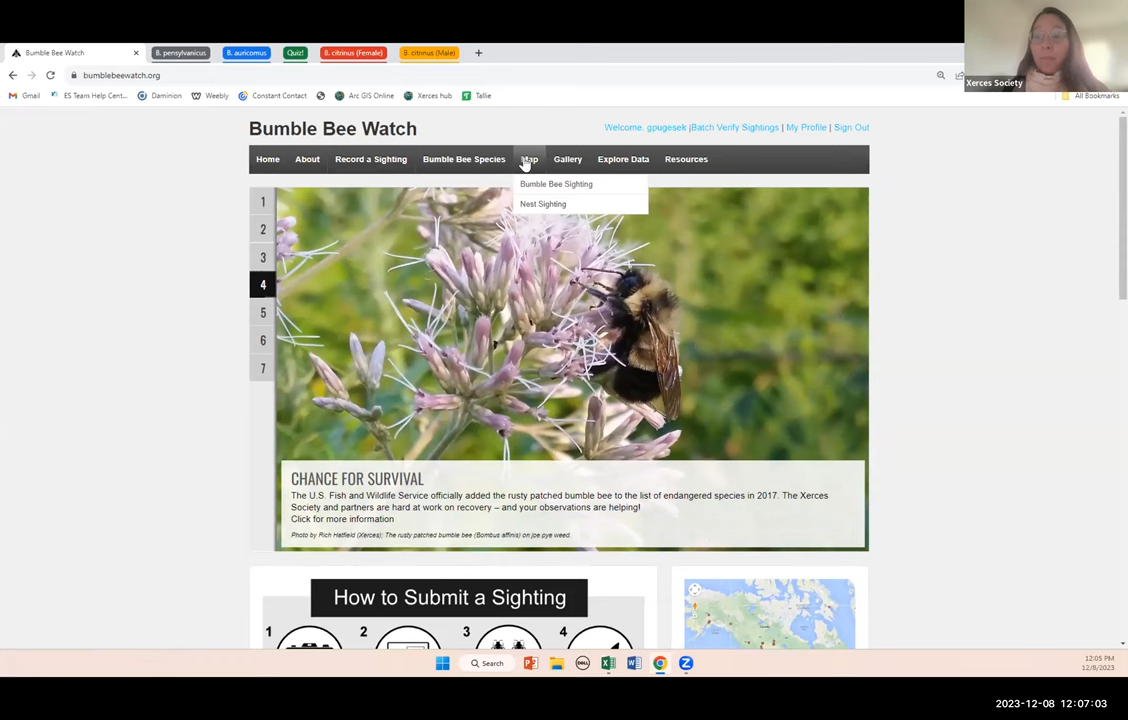 Bumble Bee Watch
B. pensylvanicus
B. auricomus
Quiz!
B. citrinus (Female)
B. citrinus (Male)
bumblebeewatch.org
Xerces Society
Gmail
ES Team Help Cent...
Daminion
Weebly
Constant Contact
Arc GIS Online
Xerces hub
Tallie
All Bookmarks
Bumble Bee Watch
Welcome, gpugesek |Batch Verify Sightings | My Profile | Sign Out
Home
About
Record a Sighting
Bumble Bee Species
Map
Gallery
Explore Data
Resources
Bumble Bee Sighting
Nest Sighting
1
2
3
4
5
6
7
CHANCE FOR SURVIVAL
The U.S. Fish and Wildlife Service officially added the rusty patched bumble bee to the list of endangered species in 2017. The Xerces
Society and partners are hard at work on recovery – and your observations are helping!
Click for more information
Photo by Rich Hatfield (Xerces); The rusty patched bumble bee (Bombus affinis) on joe pye weed.
How to Submit a Sighting
1
2
3
4
Search
12:05 PM
12/8/2023
2023-12-08 12:07:03